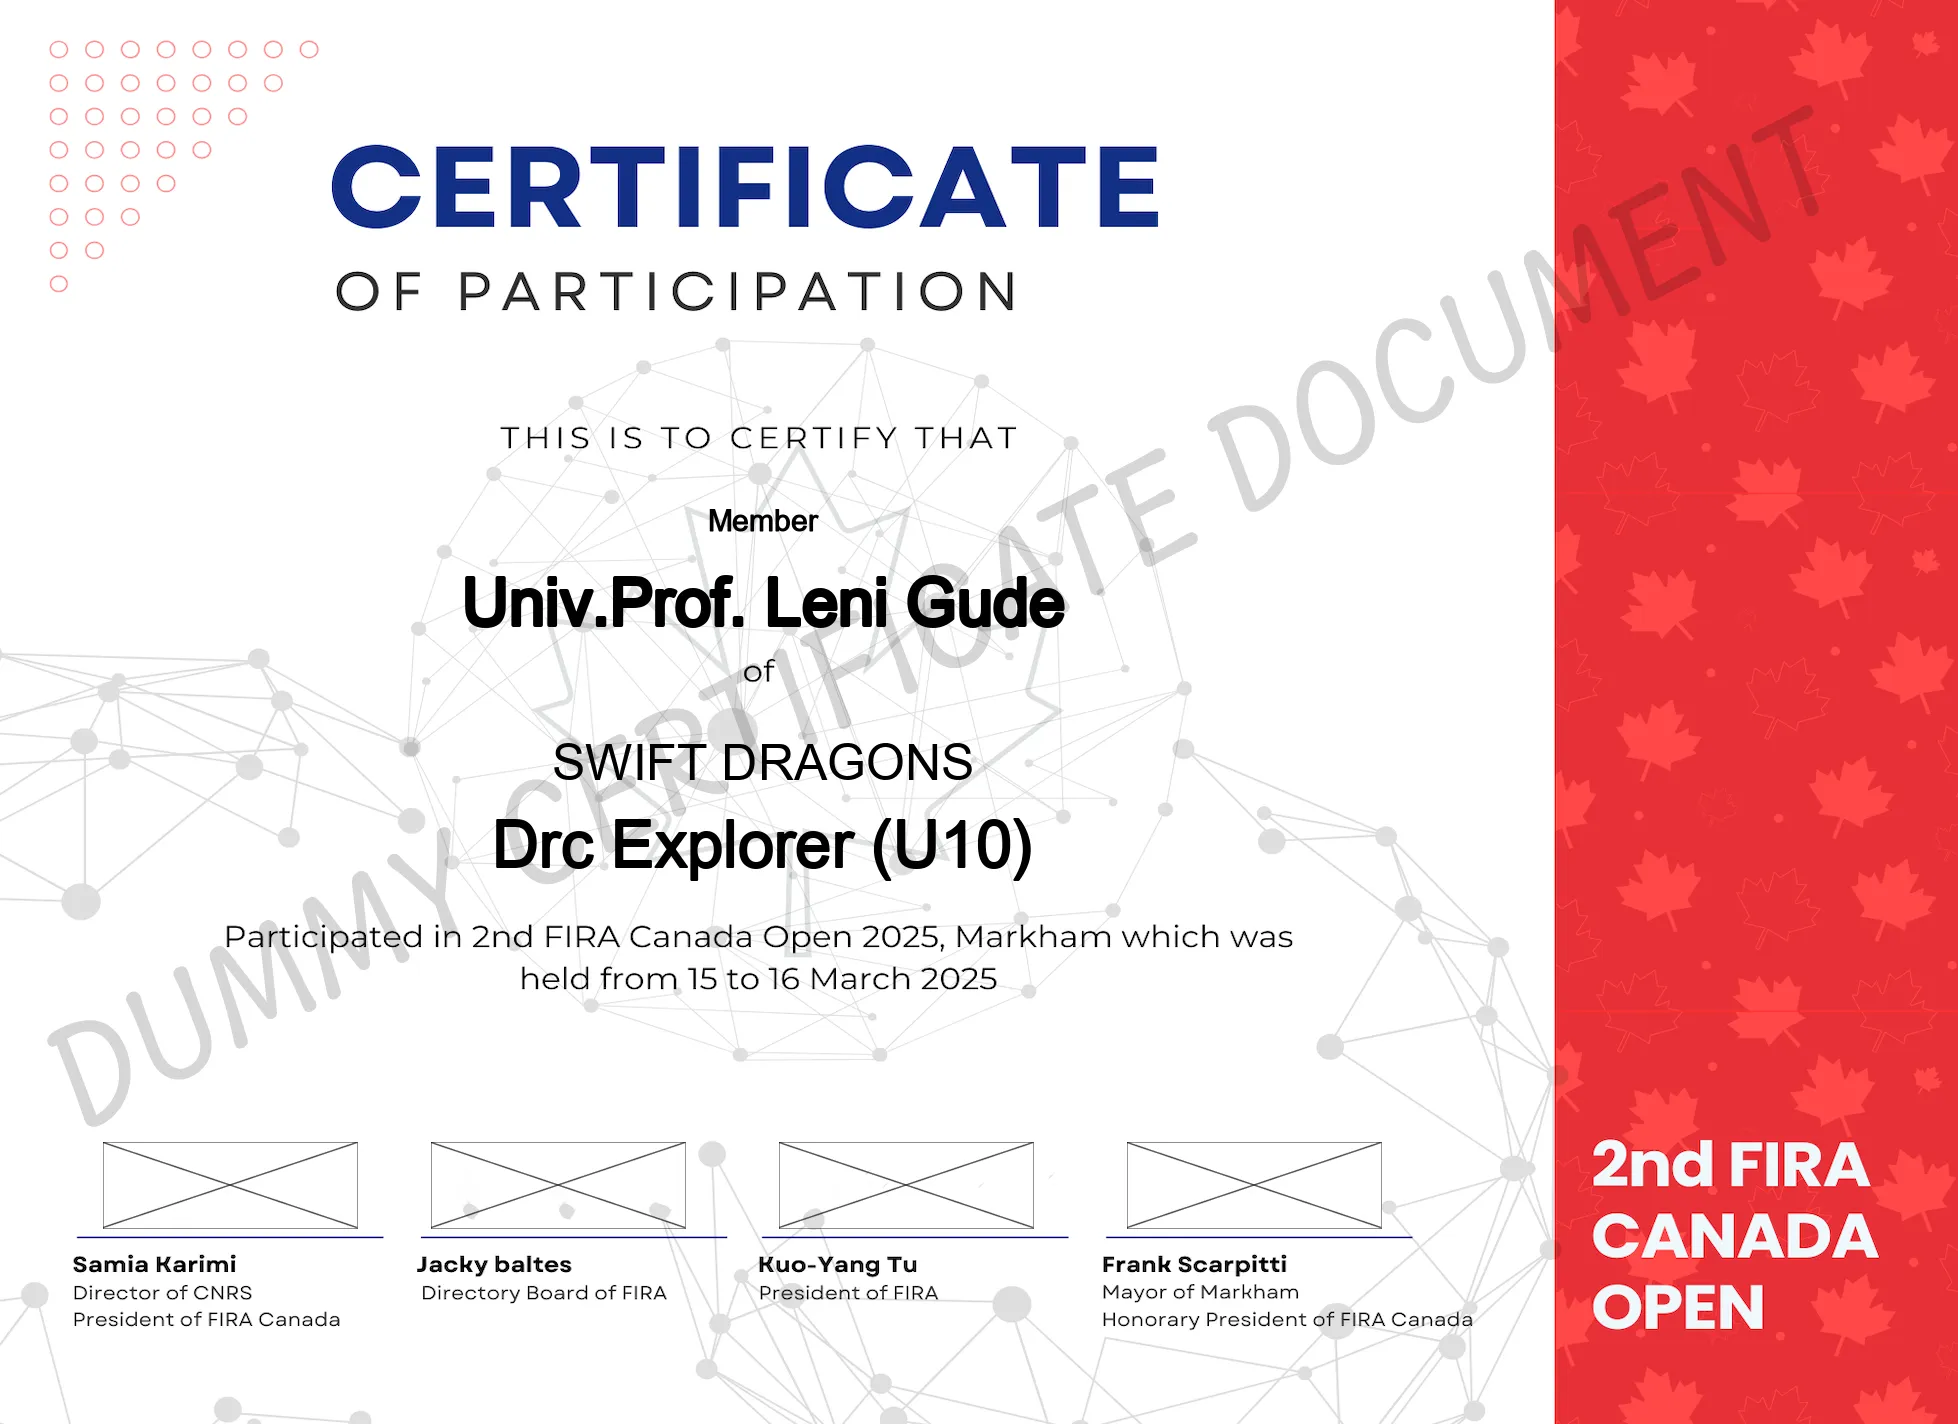 CERTIFICATE
OF PARTICIPATION
THIS IS TO CERTIFY THAT
Member
Univ.Prof. Leni Gude
of
SWIFT DRAGONS
Drc Explorer (U10)
Participated in 2nd FIRA Canada Open 2025, Markham which was
held from 15 to 16 March 2025
DUMMY CERTIFICATE DOCUMENT
Samia Karimi
Director of CNRS
President of FIRA Canada
Jacky baltes
Directory Board of FIRA
Kuo-Yang Tu
President of FIRA
Frank Scarpitti
Mayor of Markham
Honorary President of FIRA Canada
2nd FIRA
CANADA
OPEN